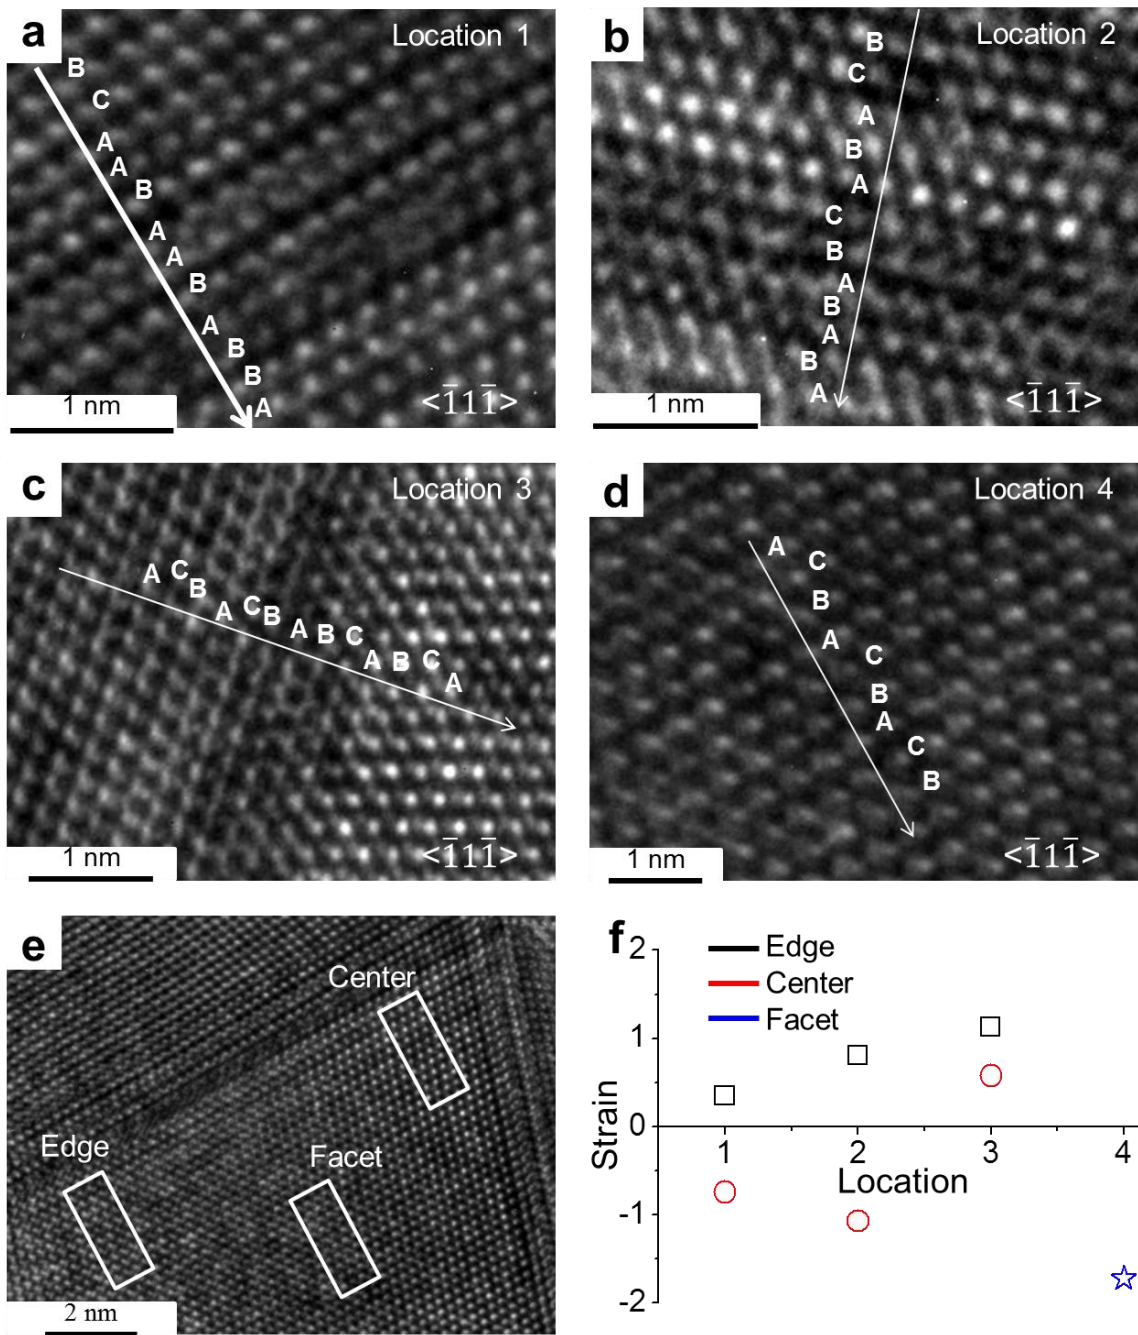 a
Location 1
B
C
A
A
B
A
A
B
A
B
B
A
1 nm
<1̄11̄>
b
Location 2
B
C
A
B
A
C
B
A
B
A
B
A
1 nm
<1̄11̄>
c
Location 3
A
C
B
A
C
B
A
B
C
A
B
C
A
1 nm
<1̄11̄>
d
Location 4
A
C
B
A
C
B
A
C
B
1 nm
<1̄11̄>
e
Center
Edge
Facet
2 nm
f
Edge
Center
Facet
2
1
0
-1
-2
Strain
1 2 3 4
Location